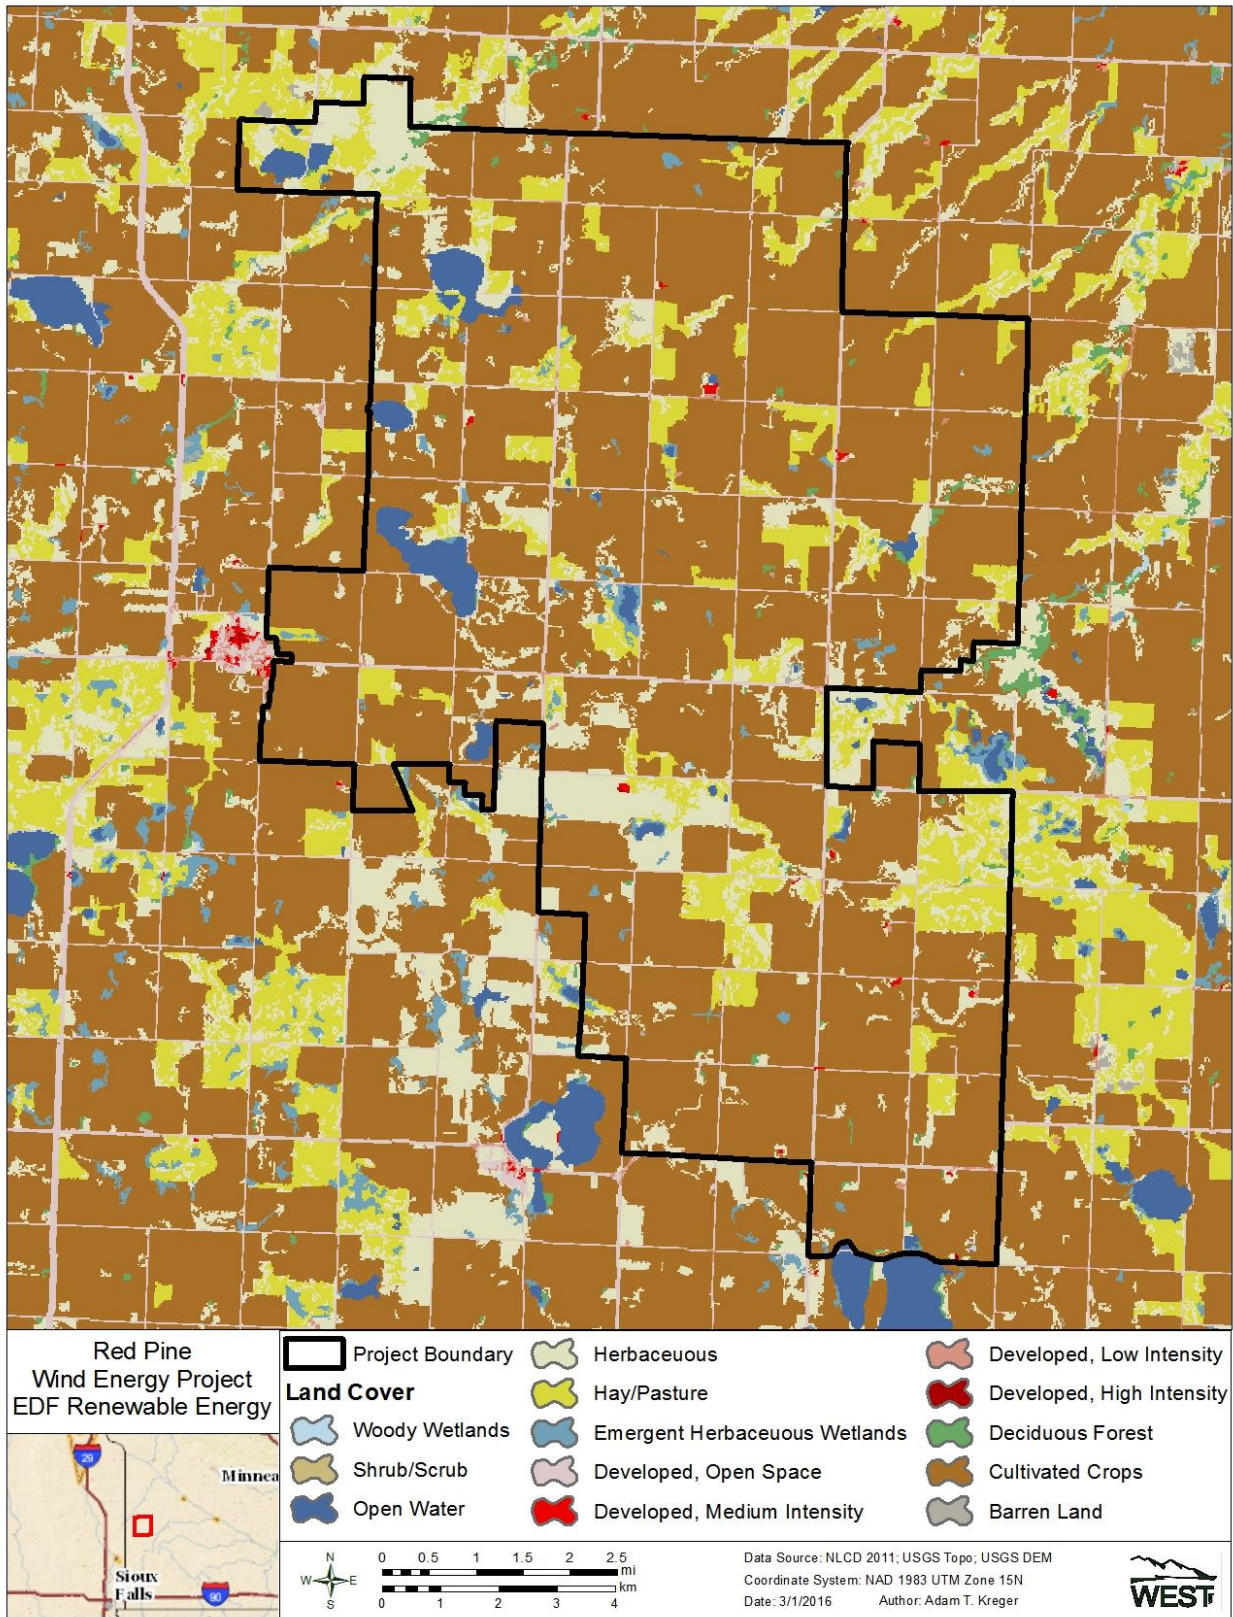 Red Pine
Wind Energy Project
EDF Renewable Energy
29
Minnea
Sioux
Falls
90
Project Boundary
Land Cover
Woody Wetlands
Shrub/Scrub
Open Water
Herbaceuous
Hay/Pasture
Emergent Herbaceuous Wetlands
Developed, Open Space
Developed, Medium Intensity
Developed, Low Intensity
Developed, High Intensity
Deciduous Forest
Cultivated Crops
Barren Land
N
W E
S
0 0.5 1 1.5 2 2.5
mi
km
0 1 2 3 4
Data Source: NLCD 2011; USGS Topo; USGS DEM
Coordinate System: NAD 1983 UTM Zone 15N
Date: 3/1/2016 Author: Adam T. Kreger
WEST